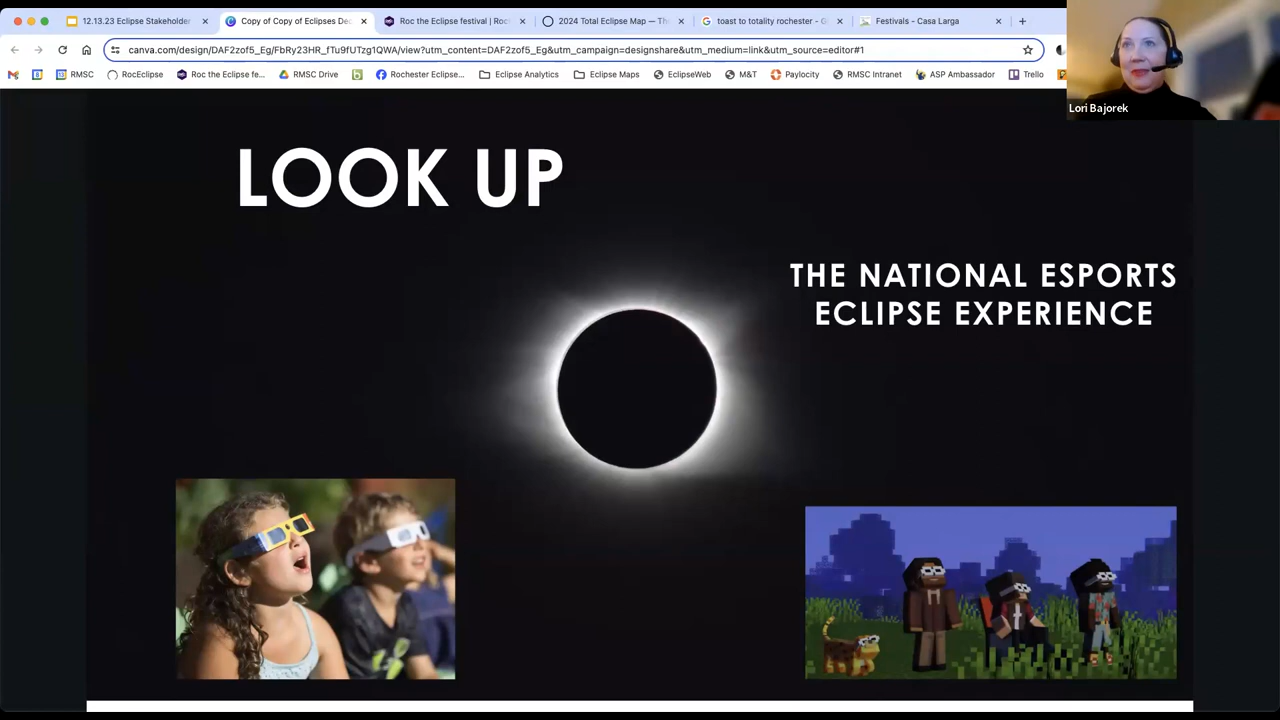 12.13.23 Eclipse Stakeholder
Copy of Copy of Eclipses Dec
Roc the Eclipse festival | Roc
2024 Total Eclipse Map — Th
toast to totality rochester - G
Festivals - Casa Larga
canva.com/design/DAF2zof5_Eg/FbRy23HR_fTu9fUTzg1QWA/view?utm_content=DAF2zof5_Eg&utm_campaign=designshare&utm_medium=link&utm_source=editor#1
RMSC
RocEclipse
Roc the Eclipse fe...
RMSC Drive
Rochester Eclipse...
Eclipse Analytics
Eclipse Maps
EclipseWeb
M&T
Paylocity
RMSC Intranet
ASP Ambassador
Trello
Lori Bajorek
LOOK UP
THE NATIONAL ESPORTS
ECLIPSE EXPERIENCE